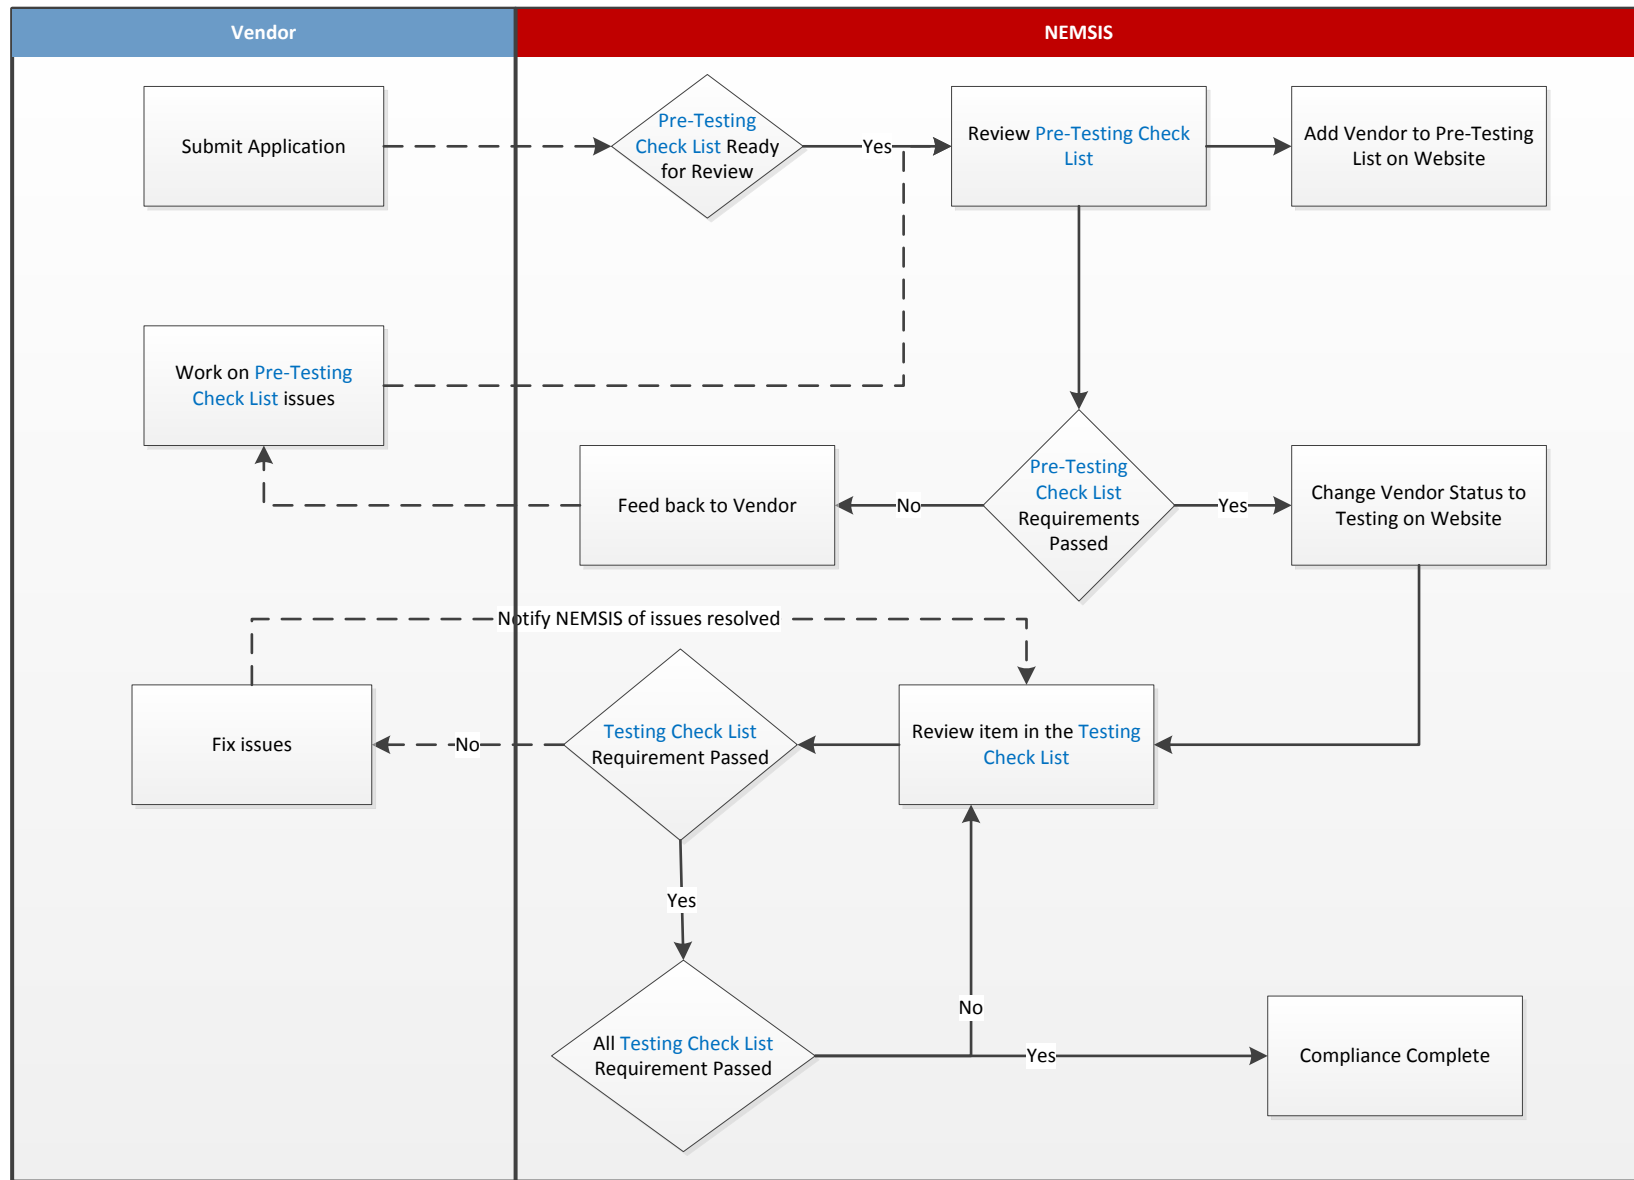 Vendor
NEMSIS
Submit Application
Pre-Testing
Check List Ready
for Review
Yes
Review Pre-Testing Check
List
Add Vendor to Pre-Testing
List on Website
Work on Pre-Testing
Check List issues
Feed back to Vendor
No
Pre-Testing
Check List
Requirements
Passed
Yes
Change Vendor Status to
Testing on Website
Notify NEMSIS of issues resolved
Fix issues
No
Testing Check List
Requirement Passed
Review item in the Testing
Check List
Yes
No
All Testing Check List
Requirement Passed
Yes
Compliance Complete